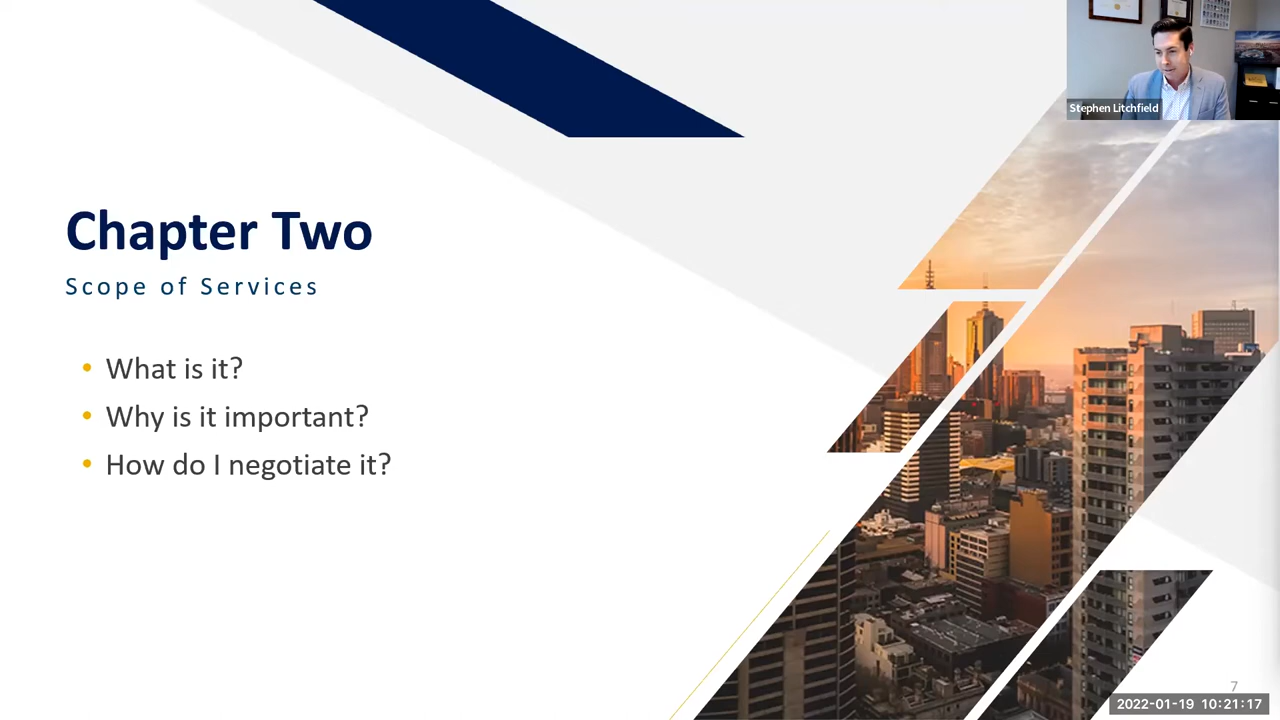 Stephen Litchfield
Chapter Two
Scope of Services
• What is it?
• Why is it important?
• How do I negotiate it?
7
2022-01-19 10:21:17